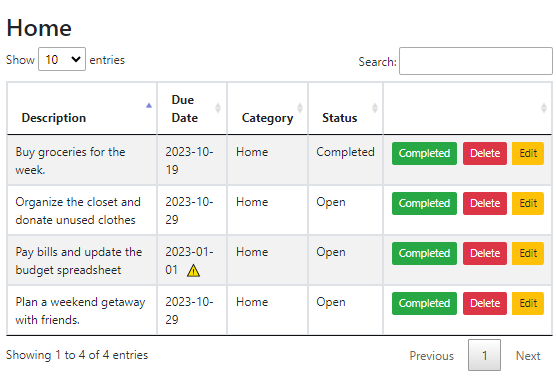 Home
Show 10 entries Search:
Description Due Date Category Status
Buy groceries for the week. 2023-10-19 Home Completed Completed Delete Edit
Organize the closet and donate unused clothes 2023-10-29 Home Open Completed Delete Edit
Pay bills and update the budget spreadsheet 2023-01-01 ⚠ Home Open Completed Delete Edit
Plan a weekend getaway with friends. 2023-10-29 Home Open Completed Delete Edit
Showing 1 to 4 of 4 entries Previous 1 Next